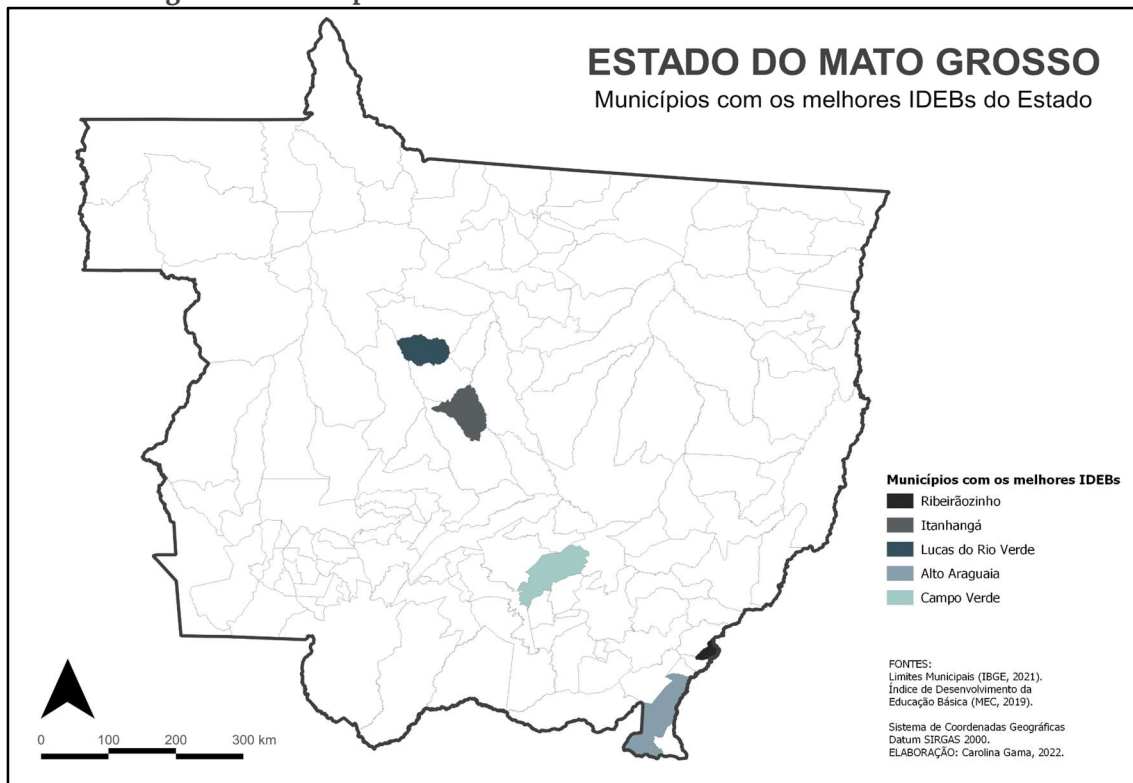 ESTADO DO MATO GROSSO
Municípios com os melhores IDEBs do Estado
Municípios com os melhores IDEBs
Ribeirãozinho
Itanhangá
Lucas do Rio Verde
Alto Araguaia
Campo Verde
FONTES:
Limites Municipais (IBGE, 2021).
Índice de Desenvolvimento da
Educação Básica (MEC, 2019).
Sistema de Coordenadas Geográficas
Datum SIRGAS 2000.
ELABORAÇÃO: Carolina Gama, 2022.
0 100 200 300 km